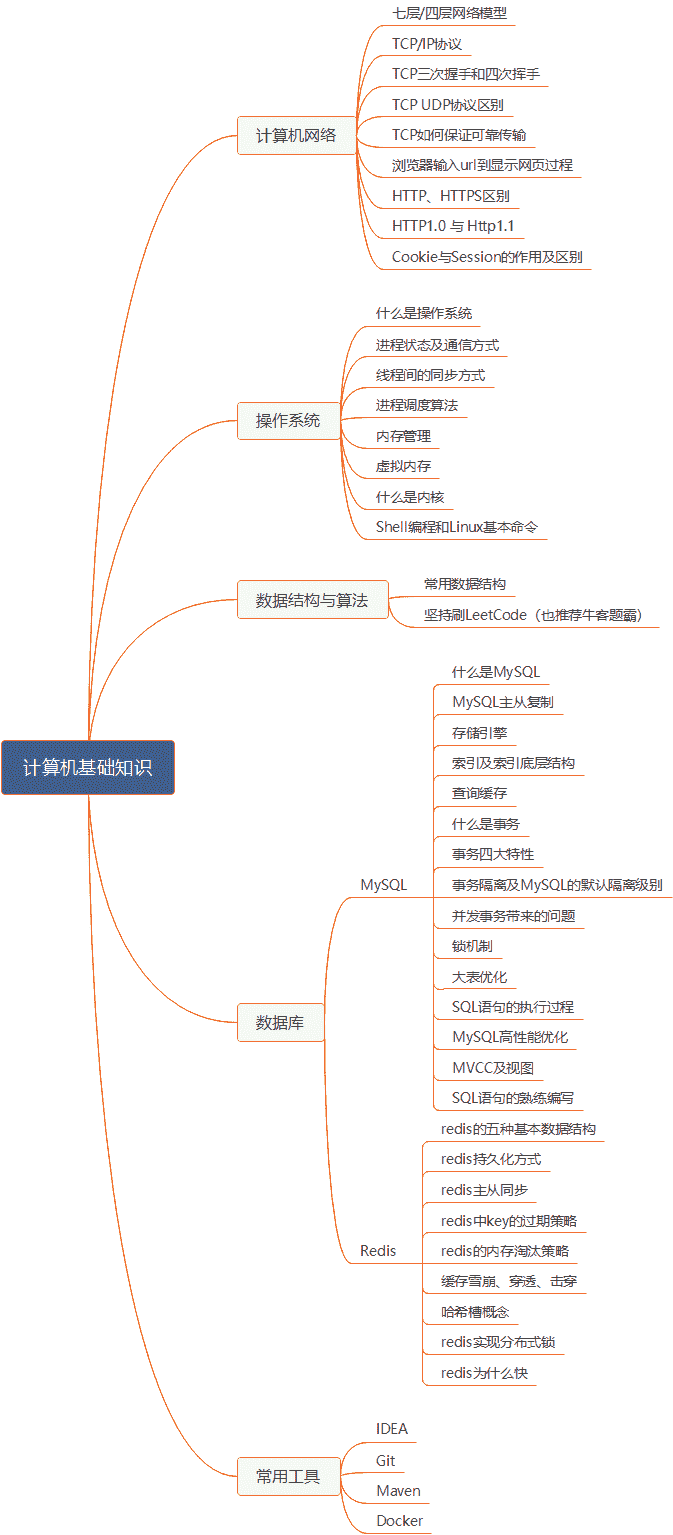 计算机基础知识
计算机网络
七层/四层网络模型
TCP/IP协议
TCP三次握手和四次挥手
TCP UDP协议区别
TCP如何保证可靠传输
浏览器输入url到显示网页过程
HTTP、HTTPS区别
HTTP1.0 与 Http1.1
Cookie与Session的作用及区别
操作系统
什么是操作系统
进程状态及通信方式
线程间的同步方式
进程调度算法
内存管理
虚拟内存
什么是内核
Shell编程和Linux基本命令
数据结构与算法
常用数据结构
坚持刷LeetCode（也推荐牛客题霸）
数据库
MySQL
什么是MySQL
MySQL主从复制
存储引擎
索引及索引底层结构
查询缓存
什么是事务
事务四大特性
事务隔离及MySQL的默认隔离级别
并发事务带来的问题
锁机制
大表优化
SQL语句的执行过程
MySQL高性能优化
MVCC及视图
SQL语句的熟练编写
Redis
redis的五种基本数据结构
redis持久化方式
redis主从同步
redis中key的过期策略
redis的内存淘汰策略
缓存雪崩、穿透、击穿
哈希槽概念
redis实现分布式锁
redis为什么快
常用工具
IDEA
Git
Maven
Docker